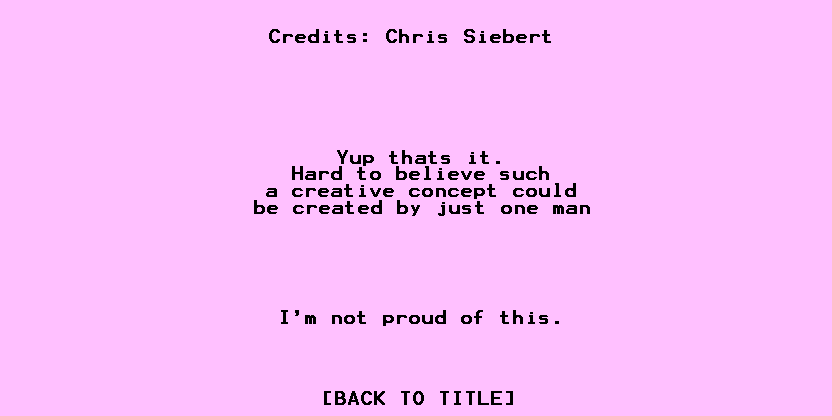 Credits: Chris Siebert
Yup thats it.
Hard to believe such
a creative concept could
be created by just one man
I'm not proud of this.
[BACK TO TITLE]